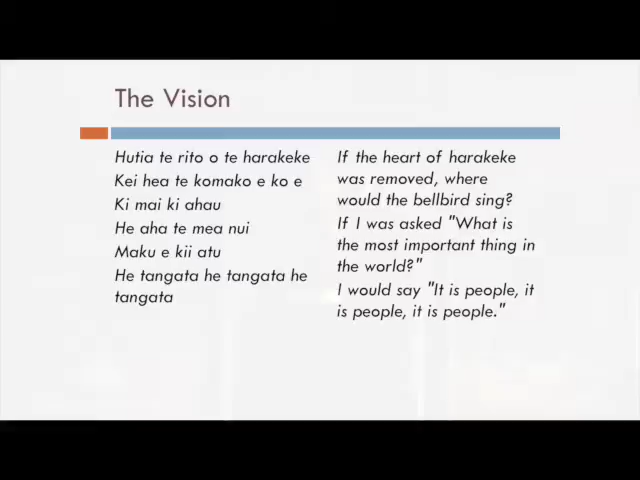 The Vision
Hutia te rito o te harakeke
Kei hea te komako e ko e
Ki mai ki ahau
He aha te mea nui
Maku e kii atu
He tangata he tangata he
tangata
If the heart of harakeke
was removed, where
would the bellbird sing?
If I was asked "What is
the most important thing in
the world?"
I would say "It is people, it
is people, it is people."